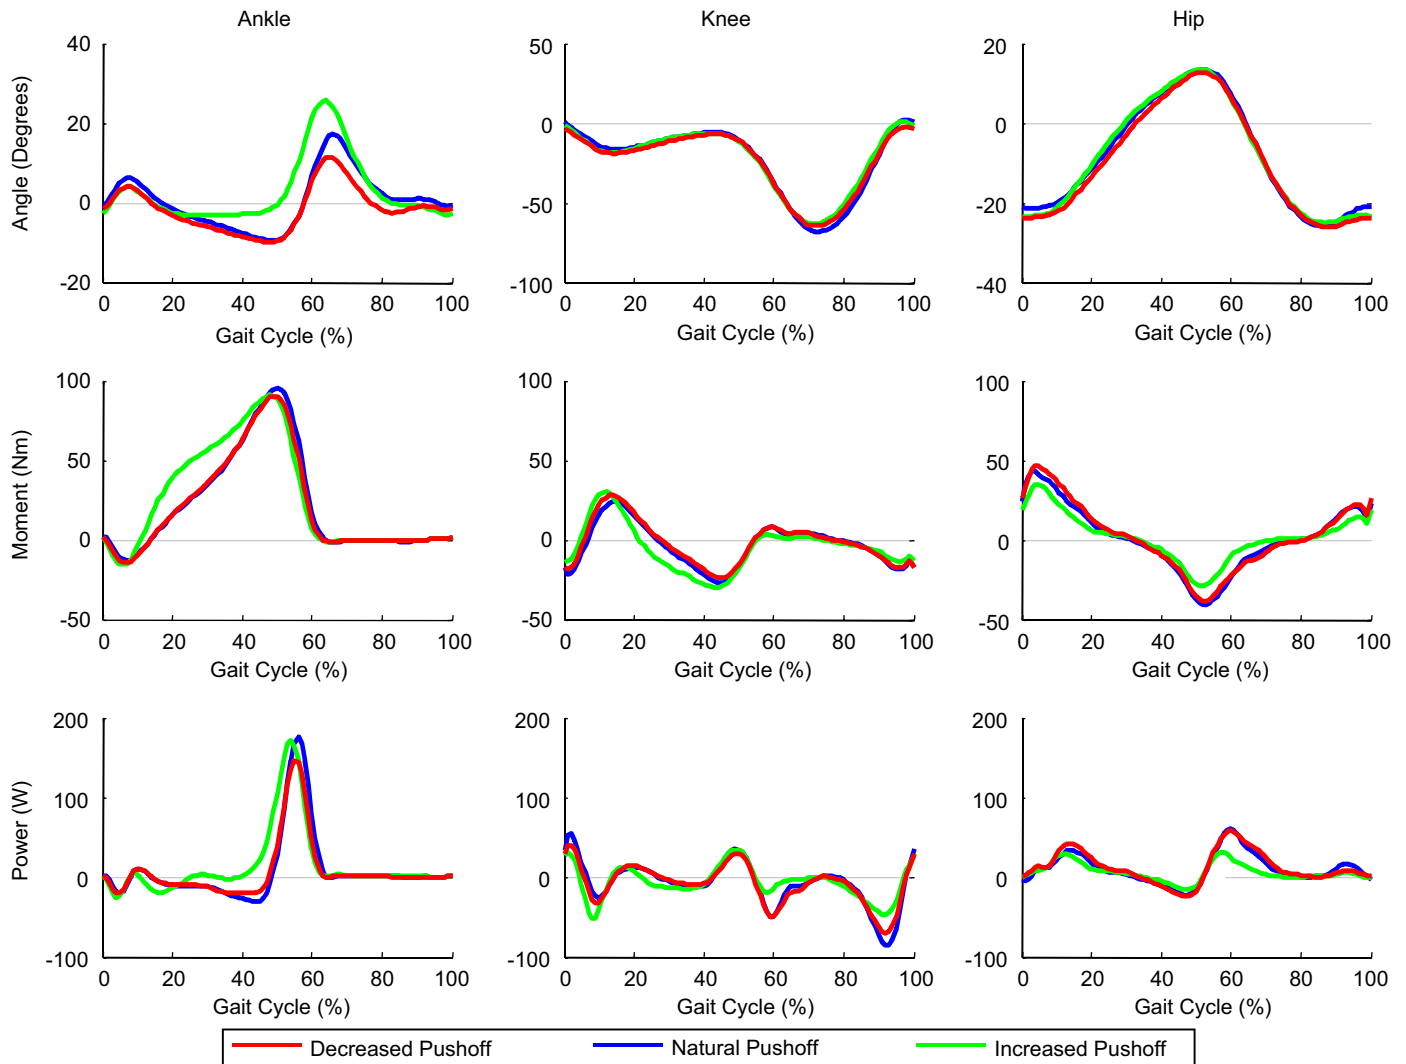 Ankle Knee Hip
Angle (Degrees)
40 20 0 -20
0 20 40 60 80 100
Gait Cycle (%)
50 0 -50 -100
0 20 40 60 80 100
Gait Cycle (%)
20 0 -20 -40
0 20 40 60 80 100
Gait Cycle (%)
Moment (Nm)
100 50 0 -50
0 20 40 60 80 100
Gait Cycle (%)
100 50 0 -50
0 20 40 60 80 100
Gait Cycle (%)
100 50 0 -50
0 20 40 60 80 100
Gait Cycle (%)
Power (W)
200 100 0 -100
0 20 40 60 80 100
Gait Cycle (%)
200 100 0 -100
0 20 40 60 80 100
Gait Cycle (%)
200 100 0 -100
0 20 40 60 80 100
Gait Cycle (%)
Decreased Pushoff Natural Pushoff Increased Pushoff